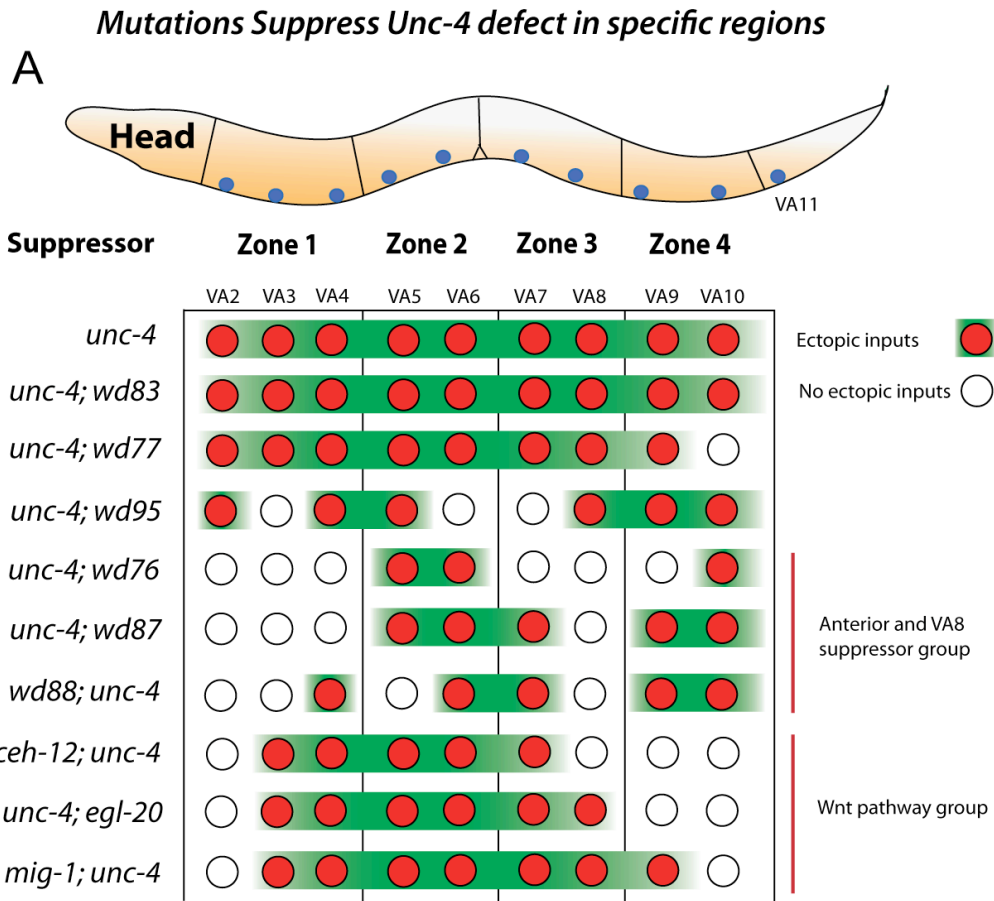 Mutations Suppress Unc-4 defect in specific regions
A
Head
VA11
Suppressor Zone 1 Zone 2 Zone 3 Zone 4
VA2 VA3 VA4 VA5 VA6 VA7 VA8 VA9 VA10
unc-4
Ectopic inputs
unc-4; wd83
No ectopic inputs
unc-4; wd77
unc-4; wd95
unc-4; wd76
unc-4; wd87
Anterior and VA8
suppressor group
wd88; unc-4
ceh-12; unc-4
unc-4; egl-20
Wnt pathway group
mig-1; unc-4